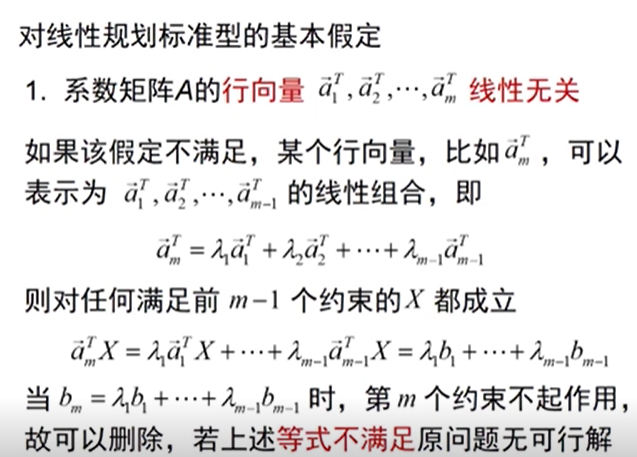 对线性规划标准型的基本假定
1. 系数矩阵A的行向量 $\vec{a}_1^T, \vec{a}_2^T, \cdots, \vec{a}_m^T$ 线性无关
如果该假定不满足，某个行向量，比如 $\vec{a}_m^T$ ，可以
表示为 $\vec{a}_1^T, \vec{a}_2^T, \cdots, \vec{a}_{m-1}^T$ 的线性组合，即
$\vec{a}_m^T = \lambda_1 \vec{a}_1^T + \lambda_2 \vec{a}_2^T + \cdots + \lambda_{m-1} \vec{a}_{m-1}^T$
则对任何满足前 $m-1$ 个约束的 $X$ 都成立
$\vec{a}_m^T X = \lambda_1 \vec{a}_1^T X + \cdots + \lambda_{m-1} \vec{a}_{m-1}^T X = \lambda_1 b_1 + \cdots + \lambda_{m-1} b_{m-1}$
当 $b_m = \lambda_1 b_1 + \cdots + \lambda_{m-1} b_{m-1}$ 时，第 $m$ 个约束不起作用，
故可以删除，若上述等式不满足原问题无可行解